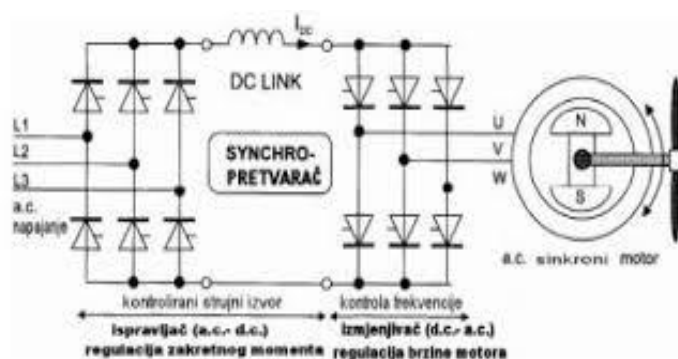 I DC
DC LINK
L1
L2
L3
a.c.
napajanje
SYNCHRO-
PRETVARAČ
U
V
W
N
S
a.c. sinkroni motor
kontrolirani strujni izvor
kontrola frekvencije
ispravljač (a.c.- d.c.)
izmjenjivač (d.c.- a.c.)
regulacija zakretnog momenta
regulacija brzine motora